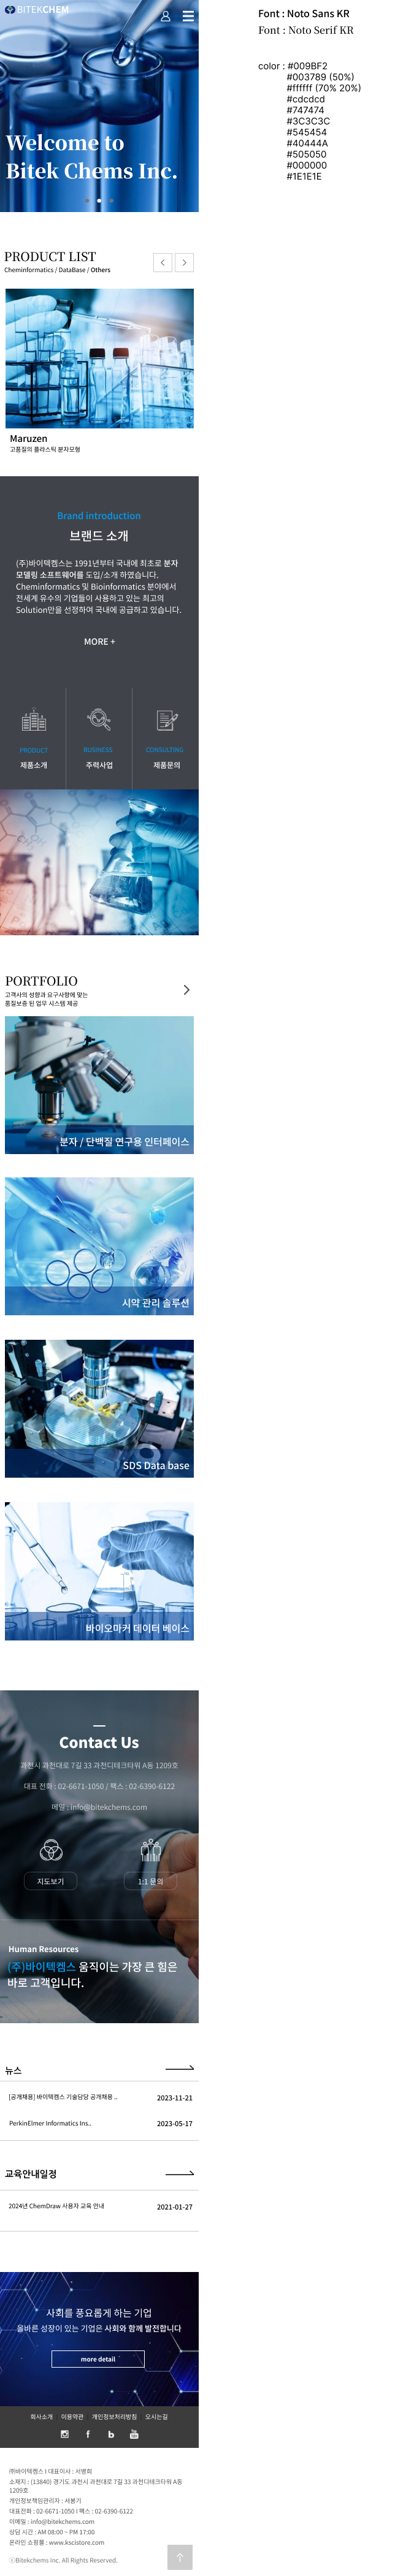 BITEKCHEM
Font : Noto Sans KR
Font : Noto Serif KR
color : #009BF2
#003789 (50%)
#ffffff (70% 20%)
#cdcdcd
#747474
#3C3C3C
#545454
#40444A
#505050
#000000
#1E1E1E
Welcome to
Bitek Chems Inc.
PRODUCT LIST
Cheminformatics / DataBase / Others
Maruzen
고품질의 플라스틱 분자모형
Brand introduction
브랜드 소개
(주)바이텍켐스는 1991년부터 국내에 최초로 분자
모델링 소프트웨어를 도입/소개 하였습니다.
Cheminformatics 및 Bioinformatics 분야에서
전세계 유수의 기업들이 사용하고 있는 최고의
Solution만을 선정하여 국내에 공급하고 있습니다.
MORE +
PRODUCT
제품소개
BUSINESS
주력사업
CONSULTING
제품문의
PORTFOLIO
고객사의 성향과 요구사항에 맞는
품질보증 된 업무 시스템 제공
분자 / 단백질 연구용 인터페이스
시약 관리 솔루션
SDS Data base
바이오마커 데이터 베이스
Contact Us
과천시 과천대로 7길 33 과천디테크타워 A동 1209호
대표 전화 : 02-6671-1050 / 팩스 : 02-6390-6122
메일 : info@bitekchems.com
지도보기
1:1 문의
Human Resources
(주)바이텍켐스 움직이는 가장 큰 힘은
바로 고객입니다.
뉴스
[공개채용] 바이텍켐스 기술담당 공개채용 ..
2023-11-21
PerkinElmer Informatics Ins..
2023-05-17
교육안내일정
2024년 ChemDraw 사용자 교육 안내
2021-01-27
사회를 풍요롭게 하는 기업
올바른 성장이 있는 기업은 사회와 함께 발전합니다
more detail
회사소개 이용약관 개인정보처리방침 오시는길
㈜바이텍켐스 I 대표이사 : 서병희
소재지 : (13840) 경기도 과천시 과천대로 7길 33 과천디테크타워 A동
1209호
개인정보책임관리자 : 서봉기
대표전화 : 02-6671-1050 I 팩스 : 02-6390-6122
이메일 : info@bitekchems.com
상담 시간 : AM 08:00 ~ PM 17:00
온라인 쇼핑몰 : www.kscistore.com
ⓒBitekchems Inc. All Rights Reserved.